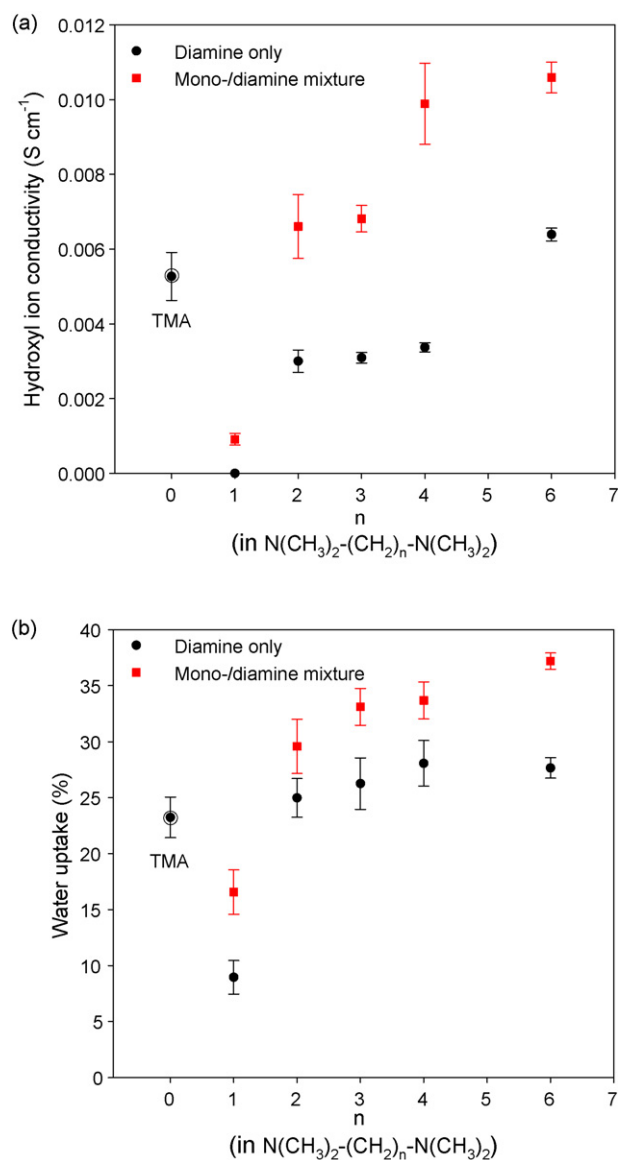 (a)
0.012
0.010
0.008
0.006
0.004
0.002
0.000
Hydroxyl ion conductivity (S cm⁻¹)
Diamine only
Mono-/diamine mixture
TMA
0 1 2 3 4 5 6 7
n
(in N(CH₃)₂-(CH₂)ₙ-N(CH₃)₂)
(b)
40
35
30
25
20
15
10
5
0
Water uptake (%)
Diamine only
Mono-/diamine mixture
TMA
0 1 2 3 4 5 6 7
n
(in N(CH₃)₂-(CH₂)ₙ-N(CH₃)₂)